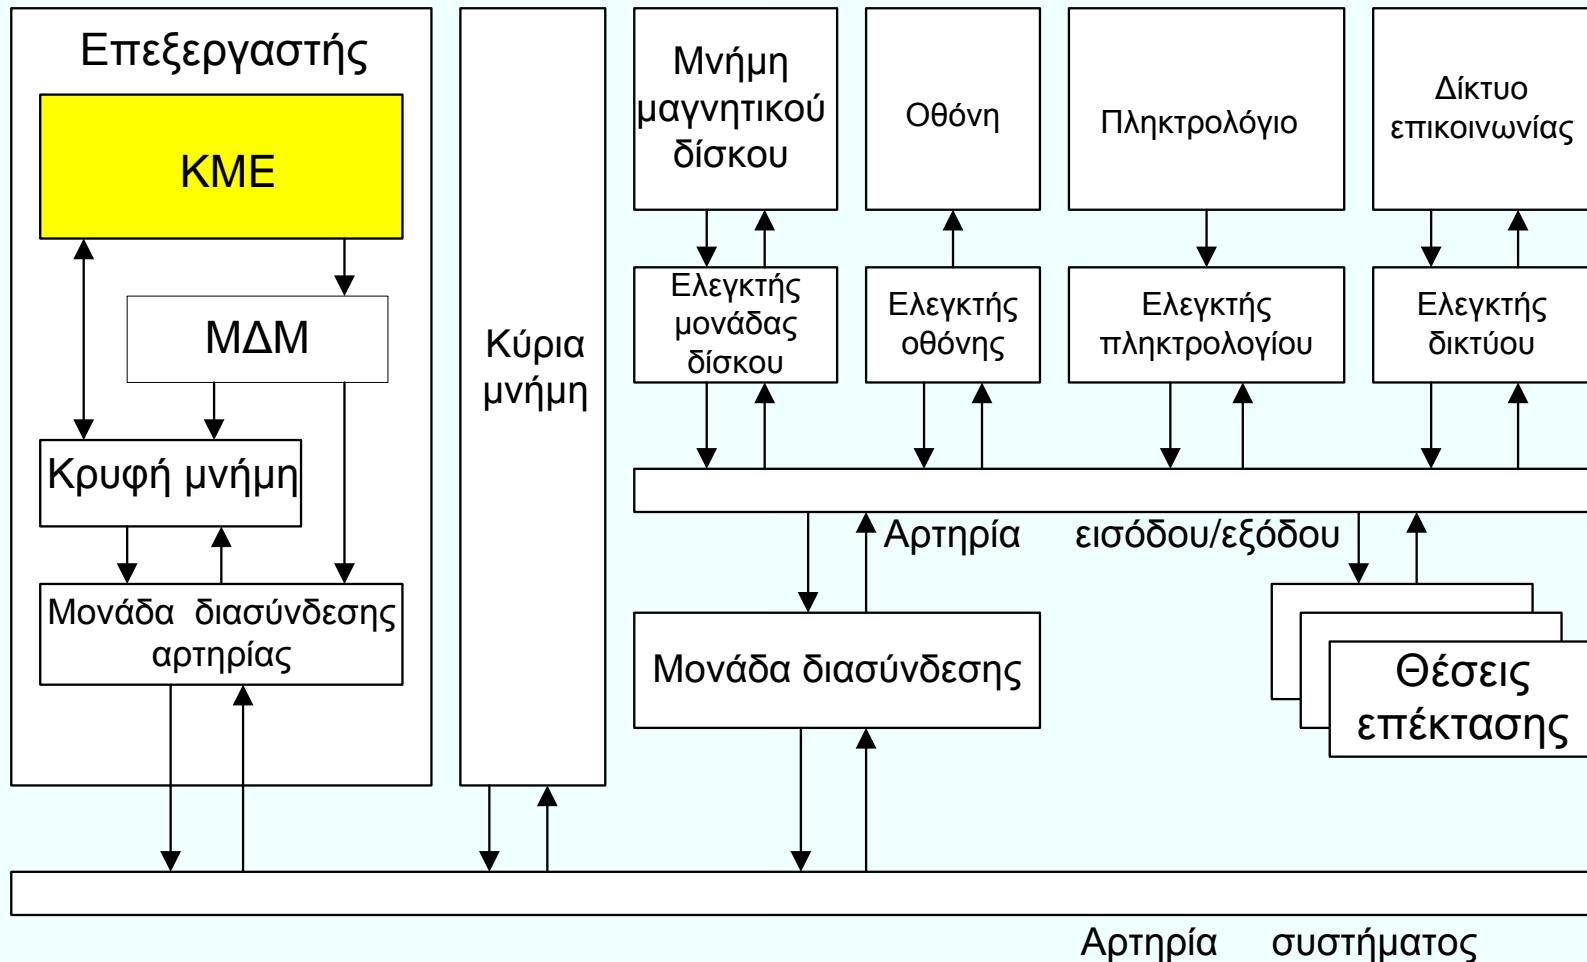 Επεξεργαστής
ΚΜΕ
ΜΔΜ
Κρυφή μνήμη
Μονάδα διασύνδεσης
αρτηρίας
Κύρια
μνήμη
Μνήμη
μαγνητικού
δίσκου
Οθόνη
Πληκτρολόγιο
Δίκτυο
επικοινωνίας
Ελεγκτής
μονάδας
δίσκου
Ελεγκτής
οθόνης
Ελεγκτής
πληκτρολογίου
Ελεγκτής
δικτύου
Αρτηρία εισόδου/εξόδου
Μονάδα διασύνδεσης
Θέσεις
επέκτασης
Αρτηρία συστήματος